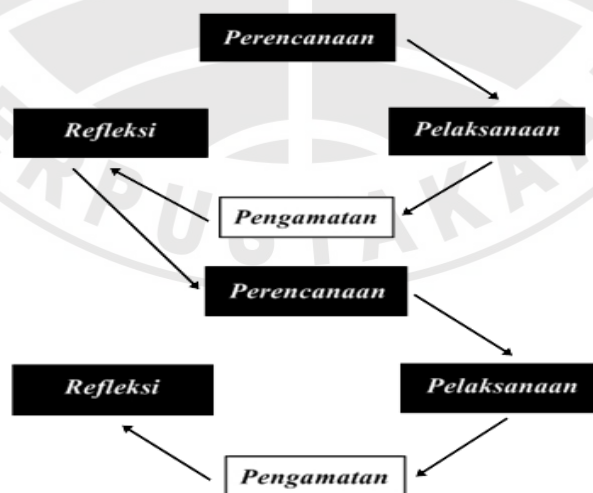 Perencanaan
Refleksi
Pelaksanaan
Pengamatan
Perencanaan
Refleksi
Pelaksanaan
Pengamatan